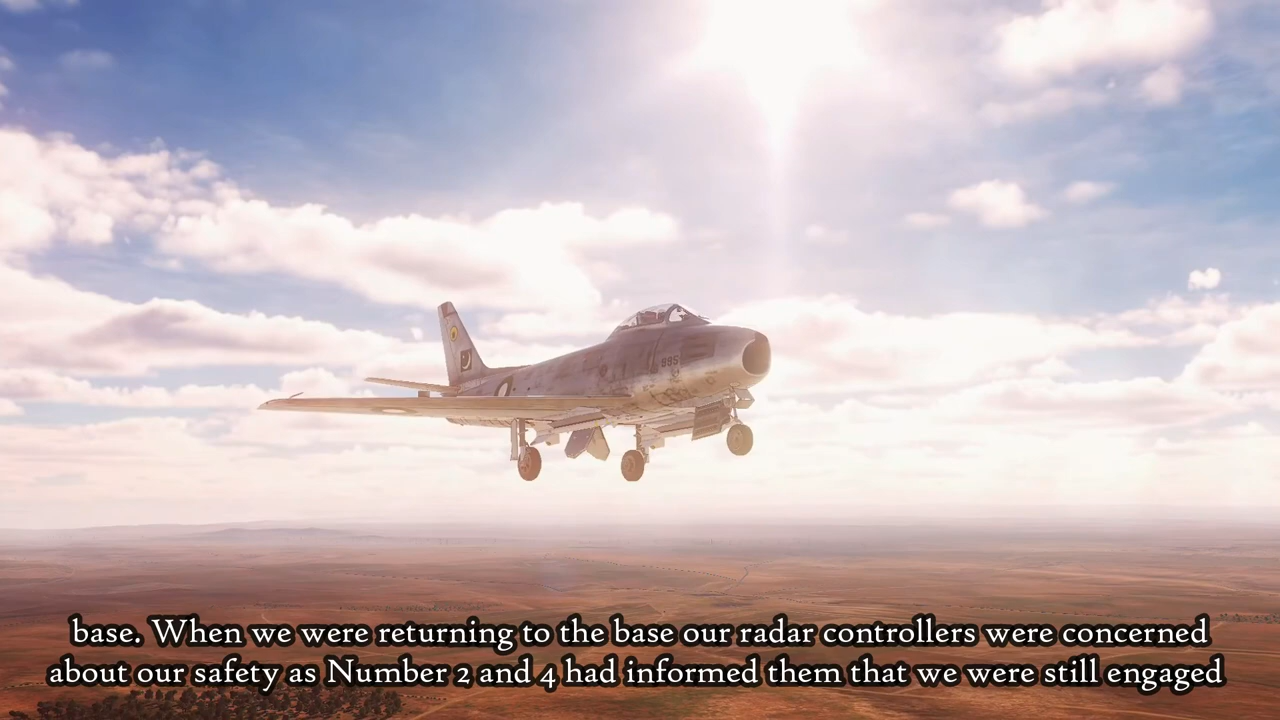 885
base. When we were returning to the base our radar controllers were concerned
about our safety as Number 2 and 4 had informed them that we were still engaged